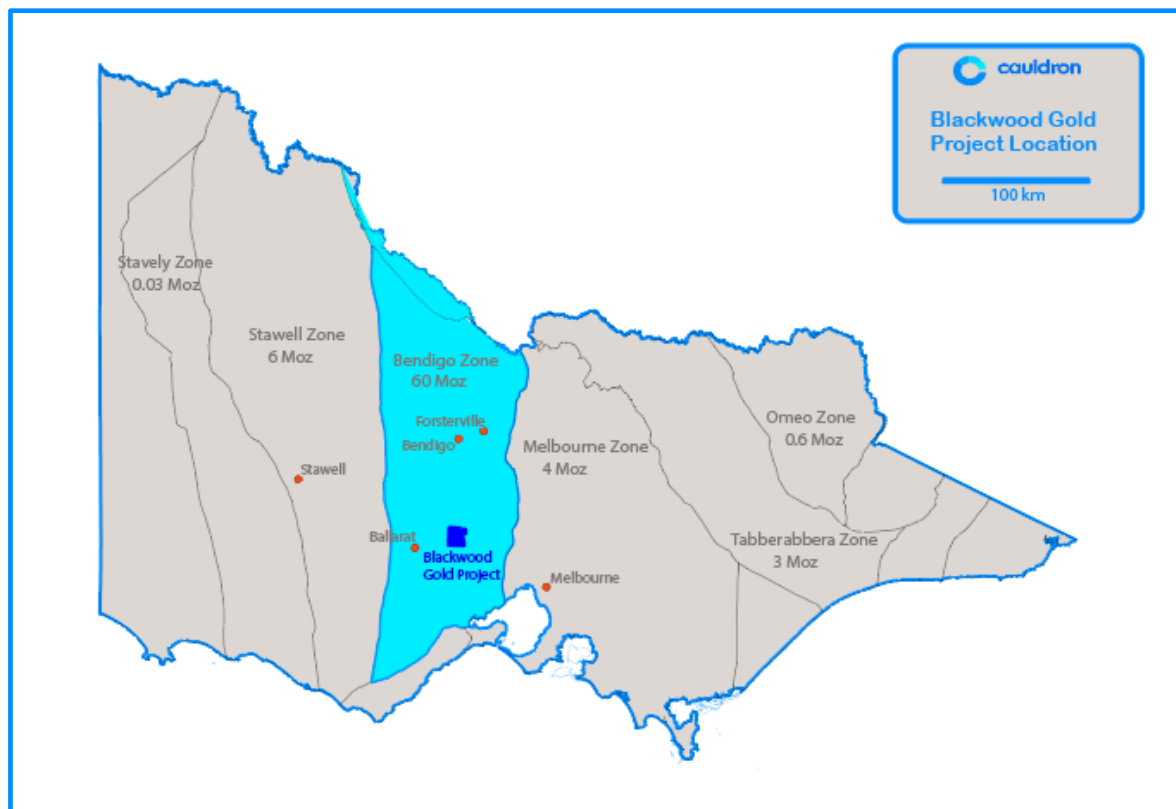 cauldron
Blackwood Gold
Project Location
100 km
Stavely Zone
0.03 Moz
Stawell Zone
6 Moz
Bendigo Zone
60 Moz
Forsterville
Bendigo
Omeo Zone
0.6 Moz
Melbourne Zone
4 Moz
Stawell
Ballarat
Blackwood
Gold Project
Tabberabbera Zone
3 Moz
Melbourne